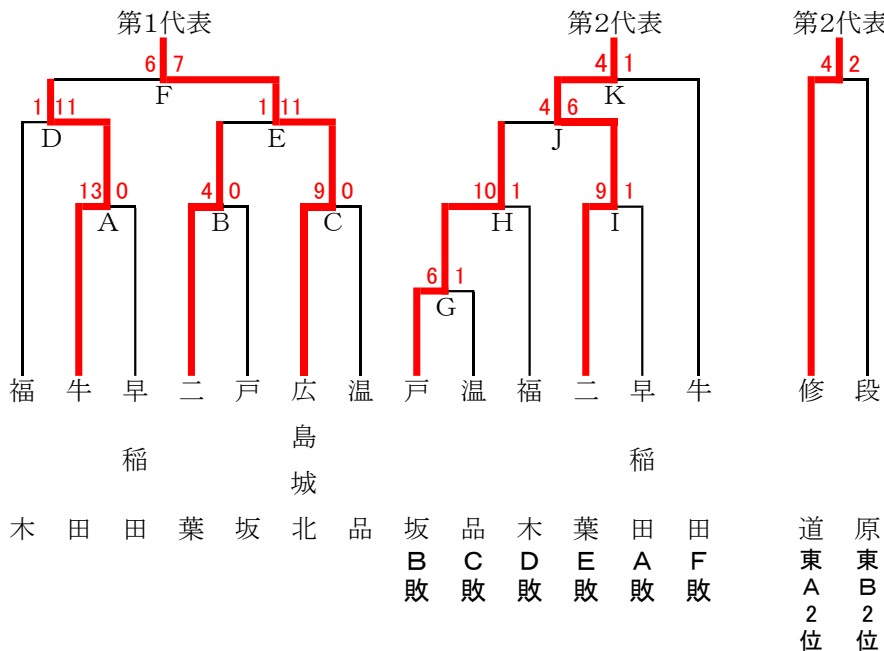 第1代表 第2代表 第2代表
6 7 4 1 4 2
F K
1 11 1 11 4 6
D E J
13 0 4 0 9 0 10 1 9 1
A B C H I
6 1
G
福木
牛田
早稲田
二葉
戸坂
広島城北
温品
戸坂
B敗
温品
C敗
福木
D敗
二葉
E敗
早稲田
A敗
牛田
F敗
修道
東A2位
段原
東B2位